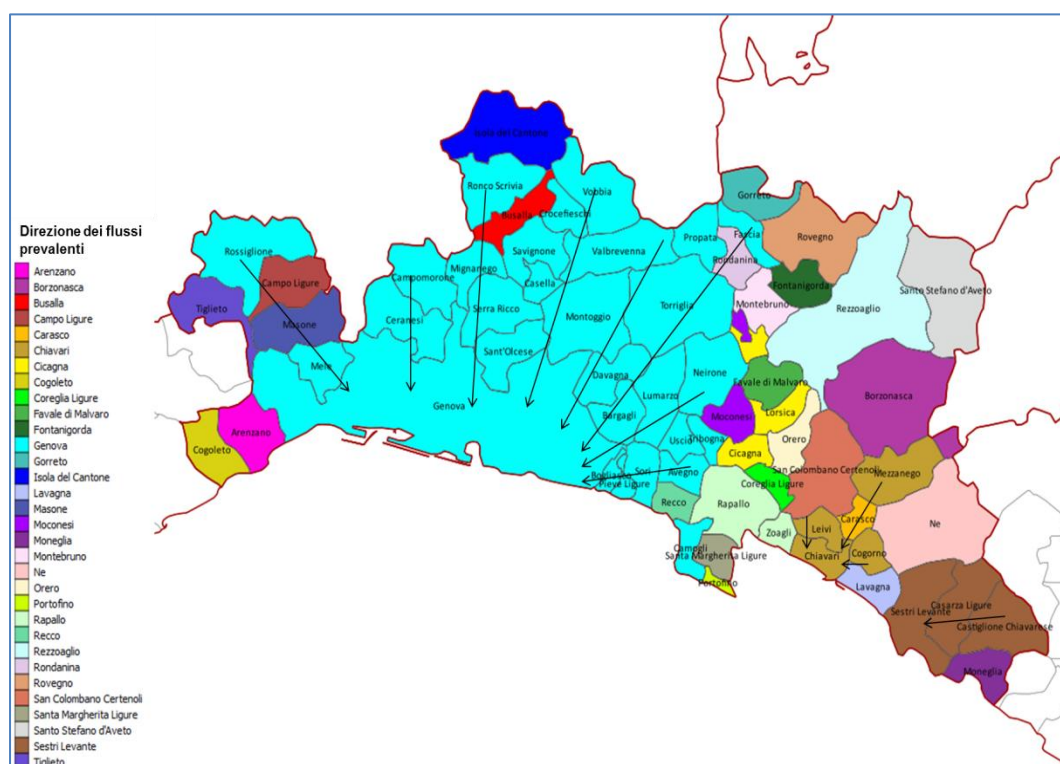 Direzione dei flussi
prevalenti
Arenzano
Borzonasca
Busalla
Campo Ligure
Carasco
Chiavari
Cicagna
Cogoleto
Coreglia Ligure
Favale di Malvaro
Fontanigorda
Genova
Gorreto
Isola del Cantone
Lavagna
Masone
Moconesi
Moneglia
Montebruno
Ne
Orero
Portofino
Rapallo
Recco
Rezzoaglio
Rondanina
Rovegno
San Colombano Certenoli
Santa Margherita Ligure
Santo Stefano d'Aveto
Sestri Levante
Tiglieto
Isola del Cantone
Ronco Scrivia
Vobbia
Busalla
Crocefieschi
Gorreto
Rossiglione
Savignone
Valbrevenna
Propata
Fascia
Rovegno
Mignanego
Rondanina
Campo Ligure
Campomorone
Casella
Fontanigorda
Santo Stefano d'Aveto
Tiglieto
Montebruno
Rezzoaglio
Masone
Ceranesi
Serra Ricco
Montoggio
Torriglia
Sant'Olcese
Mele
Davagna
Neirone
Favale di Malvaro
Lumarzo
Borzonasca
Genova
Bargagli
Moconesi
Lorsica
Arenzano
Uscio
Tribogna
Orero
Cogoleto
Cicagna
Sori
Avegno
San Colombano Certenoli
Mezzanego
Bogliasco
Pieve Ligure
Coreglia Ligure
Recco
Rapallo
Carasco
Ne
Leivi
Zoagli
Camogli
Santa Margherita Ligure
Chiavari
Cogorno
Portofino
Lavagna
Casarza Ligure
Sestri Levante
Castiglione Chiavarese
Moneglia